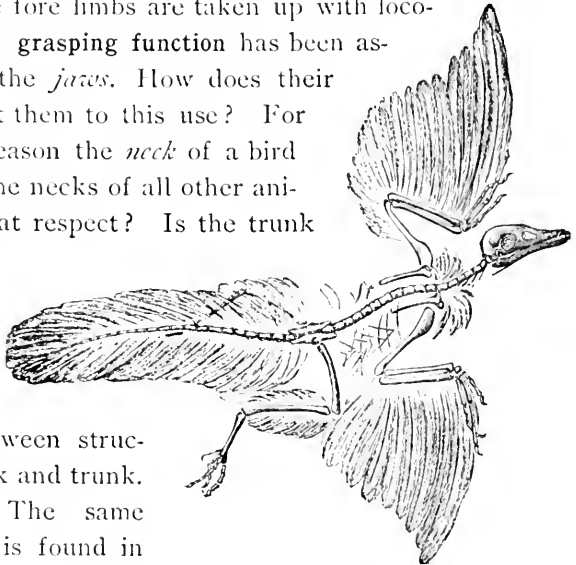 fore limbs are taken up with loco-
grasping function has been as-
the jaws. How does their
them to this use? For
eason the neck of a bird
ne necks of all other ani-
at respect? Is the trunk
ween struc-
k and trunk.
The same
is found in